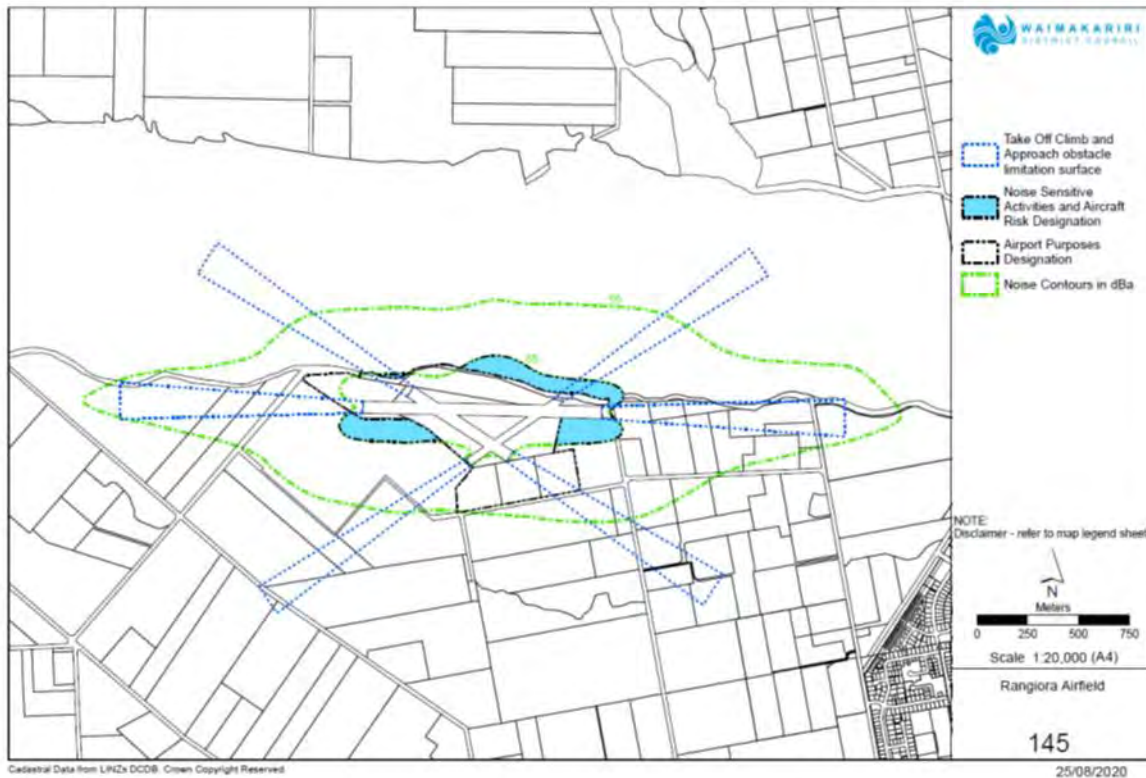 WAIMAKARIRI
DISTRICT COUNCIL
Take Off Climb and
Approach obstacle
limitation surface
Noise Sensitive
Activities and Aircraft
Risk Designation
Airport Purposes
Designation
Noise Contours in dBa
55
65
NOTE:
Disclaimer - refer to map legend sheet
N
Meters
0 250 500 750
Scale 1:20,000 (A4)
Rangiora Airfield
145
Cadastral Data from LINZs DCDB. Crown Copyright Reserved.
25/08/2020